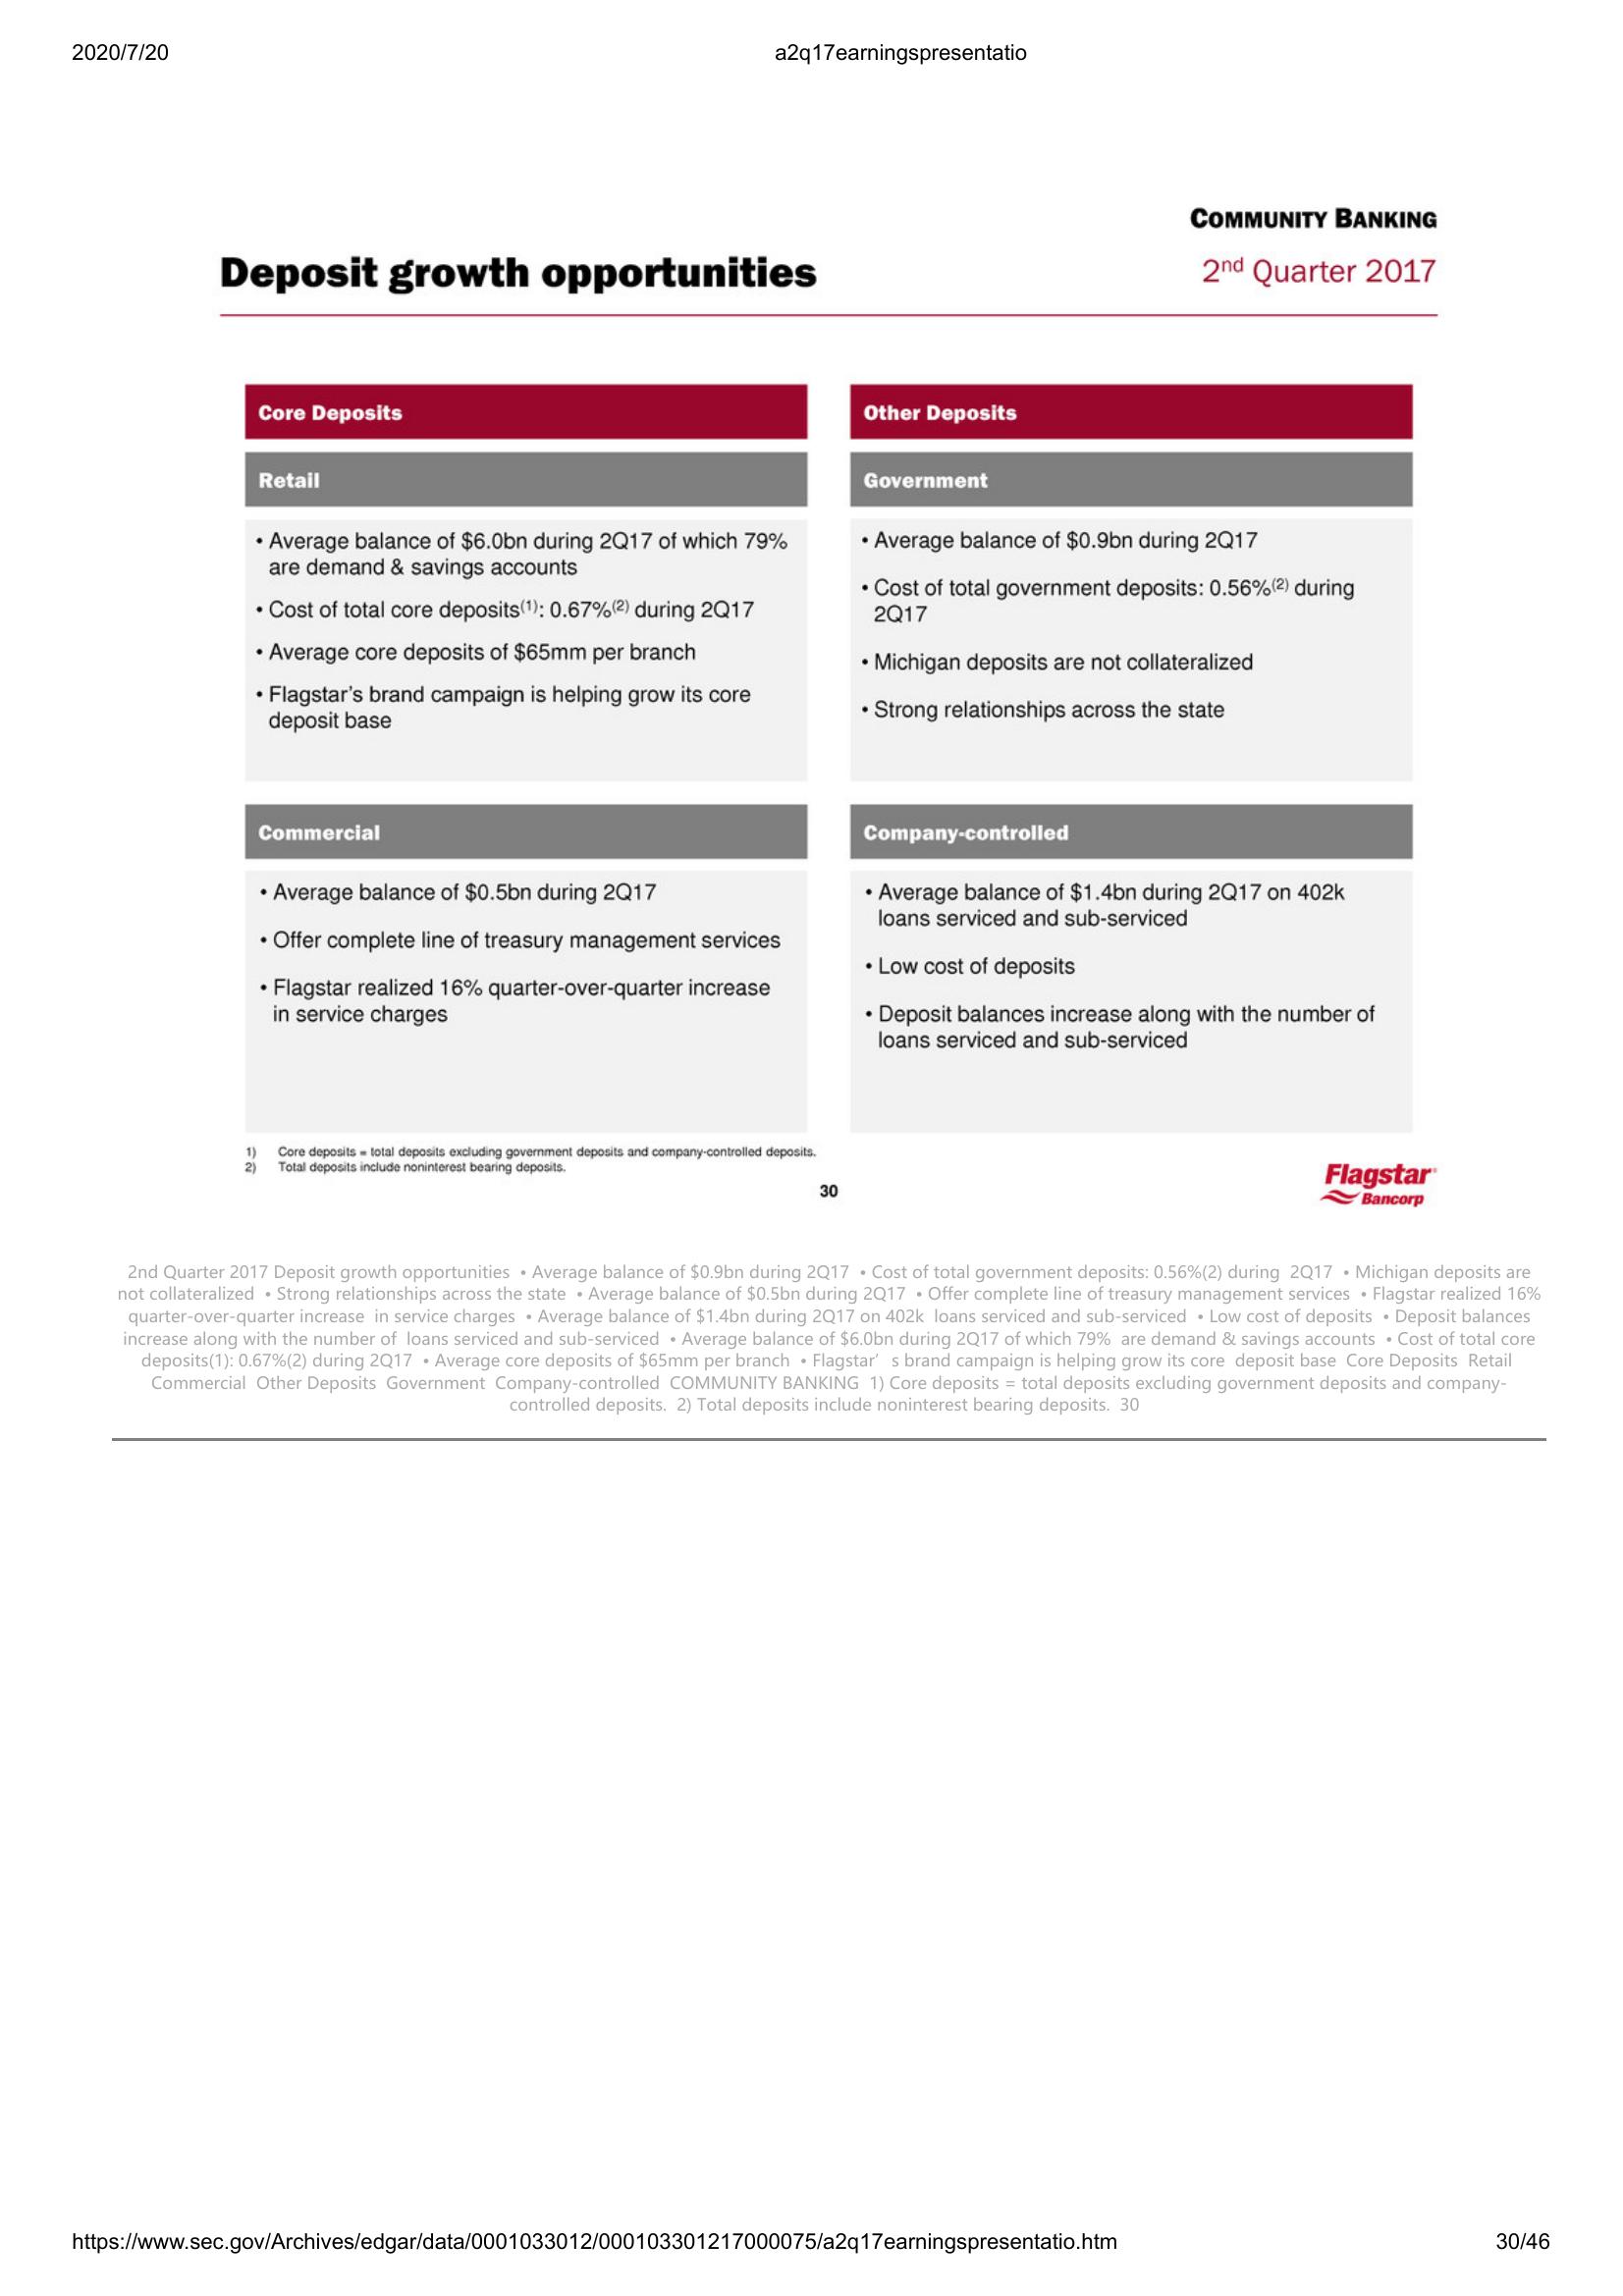 2020/7/20
a2q17earningspresentatio
COMMUNITY BANKING
Deposit growth opportunities
2nd Quarter 2017
Core Deposits
Retail
• Average balance of $6.0bn during 2Q17 of which 79%
are demand & savings accounts
• Cost of total core deposits(1): 0.67%(2) during 2Q17
• Average core deposits of $65mm per branch
• Flagstar’s brand campaign is helping grow its core
deposit base
Other Deposits
Government
• Average balance of $0.9bn during 2Q17
• Cost of total government deposits: 0.56%(2) during
2Q17
• Michigan deposits are not collateralized
• Strong relationships across the state
Commercial
• Average balance of $0.5bn during 2Q17
• Offer complete line of treasury management services
• Flagstar realized 16% quarter-over-quarter increase
in service charges
Company-controlled
• Average balance of $1.4bn during 2Q17 on 402k
loans serviced and sub-serviced
• Low cost of deposits
• Deposit balances increase along with the number of
loans serviced and sub-serviced
1) Core deposits = total deposits excluding government deposits and company-controlled deposits.
2) Total deposits include noninterest bearing deposits.
30
Flagstar
Bancorp
2nd Quarter 2017 Deposit growth opportunities • Average balance of $0.9bn during 2Q17 • Cost of total government deposits: 0.56%(2) during 2Q17 • Michigan deposits are
not collateralized • Strong relationships across the state • Average balance of $0.5bn during 2Q17 • Offer complete line of treasury management services • Flagstar realized 16%
quarter-over-quarter increase in service charges • Average balance of $1.4bn during 2Q17 on 402k loans serviced and sub-serviced • Low cost of deposits • Deposit balances
increase along with the number of loans serviced and sub-serviced • Average balance of $6.0bn during 2Q17 of which 79% are demand & savings accounts • Cost of total core
deposits(1): 0.67%(2) during 2Q17 • Average core deposits of $65mm per branch • Flagstar’ s brand campaign is helping grow its core deposit base Core Deposits Retail
Commercial Other Deposits Government Company-controlled COMMUNITY BANKING 1) Core deposits = total deposits excluding government deposits and company-
controlled deposits. 2) Total deposits include noninterest bearing deposits. 30
https://www.sec.gov/Archives/edgar/data/0001033012/000103301217000075/a2q17earningspresentatio.htm
30/46